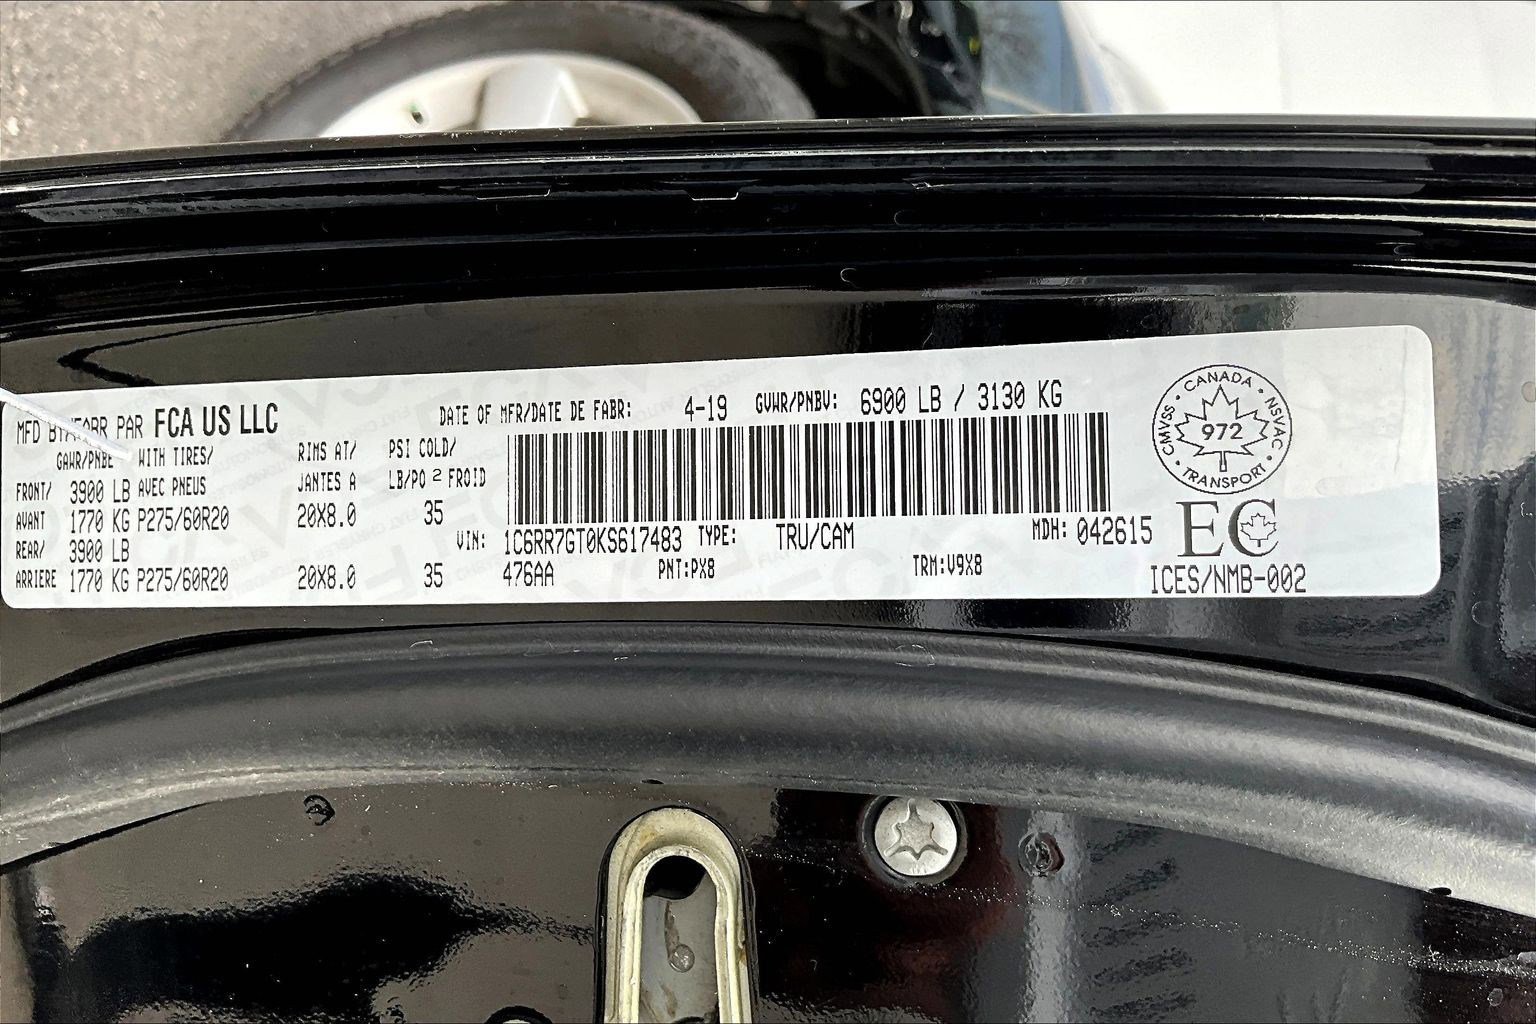 MFD BY/FABR PAR FCA US LLC
DATE OF MFR/DATE DE FABR: 4-19 GVWR/PNBV: 6900 LB / 3130 KG
GAWR/PNBE WITH TIRES/ RIMS AT/ PSI COLD/
FRONT/ 3900 LB AVEC PNEUS JANTES A LB/PO 2 FROID
AVANT 1770 KG P275/60R20 20X8.0 35
REAR/ 3900 LB
ARRIERE 1770 KG P275/60R20 20X8.0 35
VIN: 1C6RR7GT0KS617483 TYPE: TRU/CAM MDH: 042615
476AA PNT:PX8 TRM:V9X8
CANADA
CMVSS 972 NSVAC
TRANSPORT
EC
ICES/NMB-002